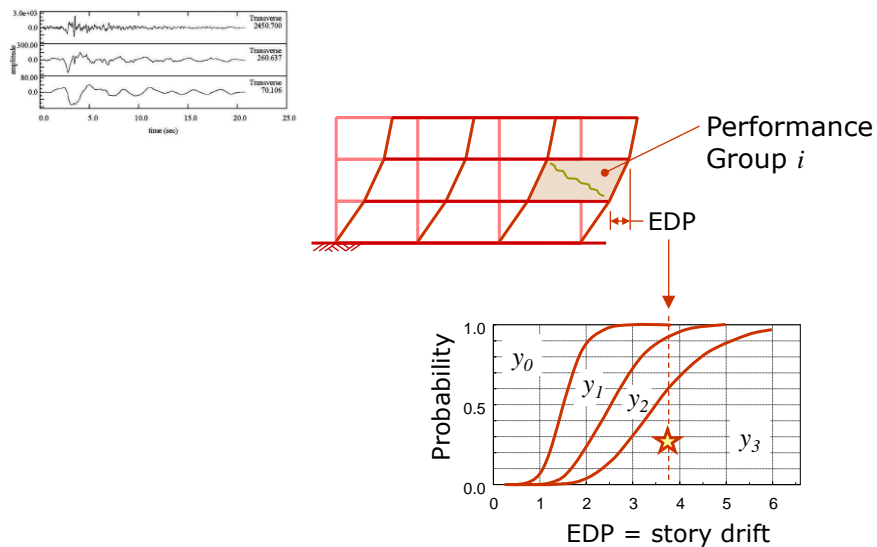 3.0e+03
0.0
Transverse
2450.700
300.00
0.0
Transverse
260.637
80.00
0.0
Transverse
70.106
amplitude
0.0 5.0 10.0 15.0 20.0 25.0
time (sec)
Performance
Group i
EDP
1.0
0.5
0.0
Probability
y0
y1
y2
y3
0 1 2 3 4 5 6
EDP = story drift